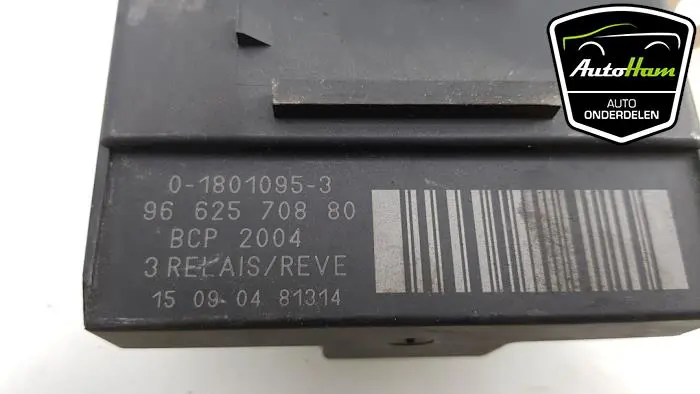 AutoHam
AUTO
ONDERDELEN
0-1801095-3
96 625 708 80
BCP 2004
3 RELAIS/REVE
15 09-04 81314